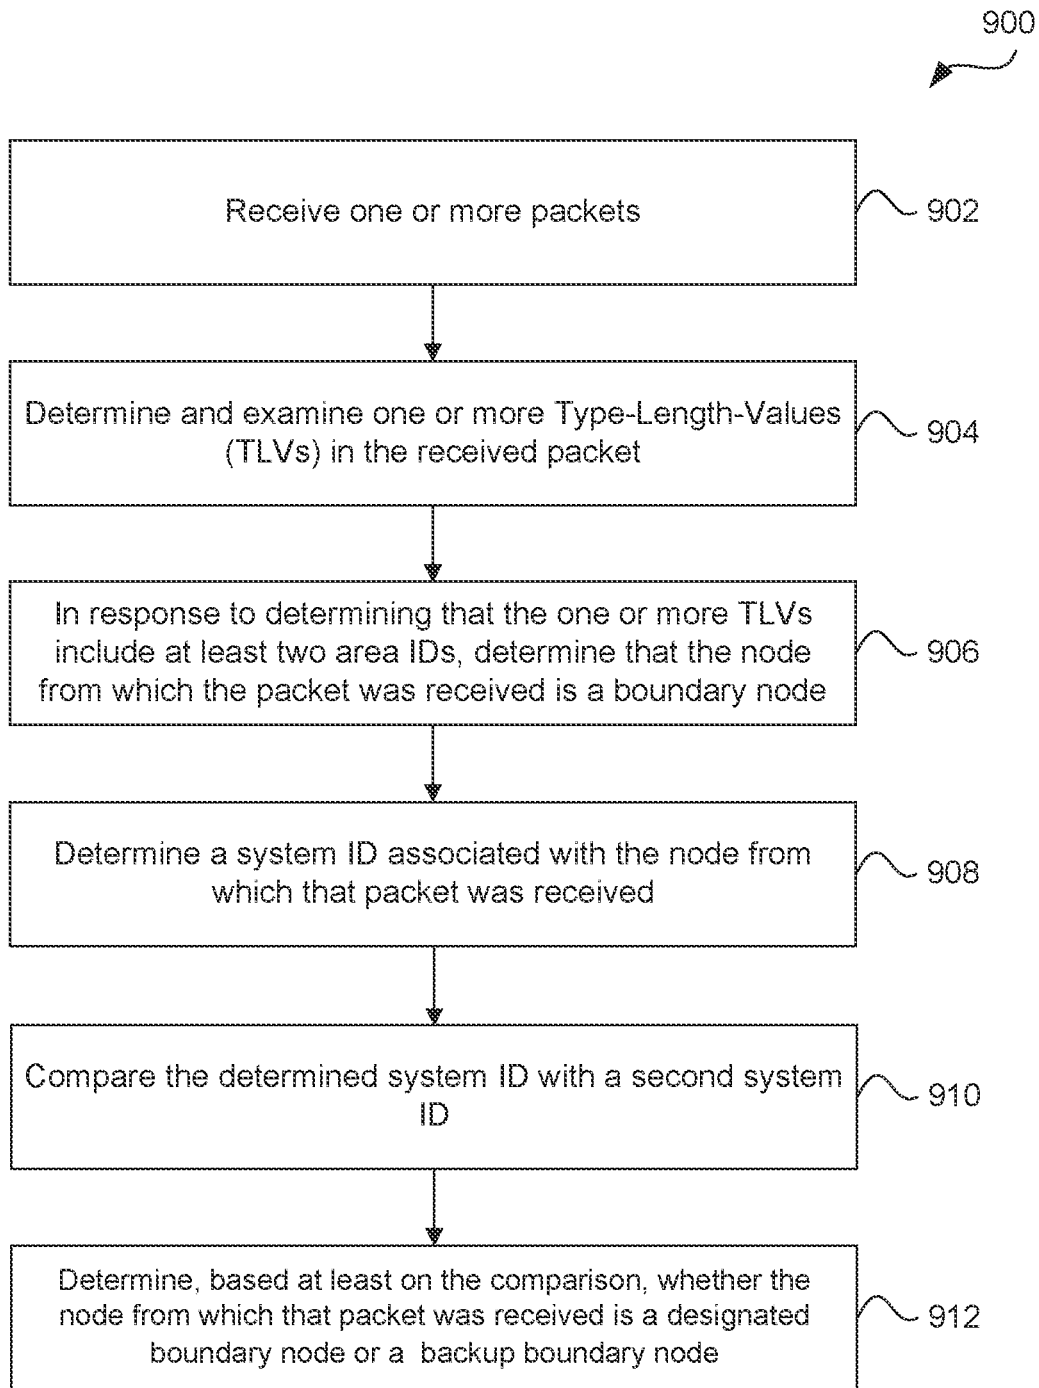 900
Receive one or more packets
902
Determine and examine one or more Type-Length-Values
(TLVs) in the received packet
904
In response to determining that the one or more TLVs
include at least two area IDs, determine that the node
from which the packet was received is a boundary node
906
Determine a system ID associated with the node from
which that packet was received
908
Compare the determined system ID with a second system
ID
910
Determine, based at least on the comparison, whether the
node from which that packet was received is a designated
boundary node or a backup boundary node
912